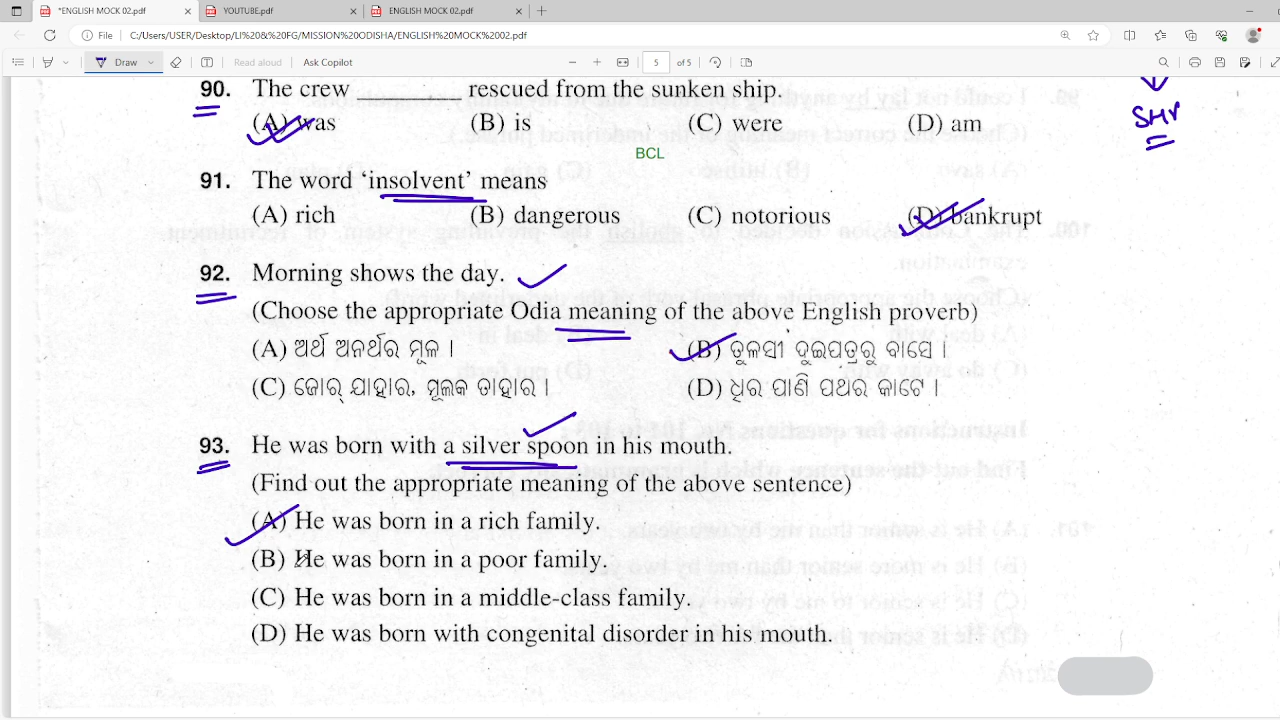 *ENGLISH MOCK 02.pdf
YOUTUBE.pdf
ENGLISH MOCK 02.pdf
File
C:/Users/USER/Desktop/LI%20&%20FG/MISSION%20ODISHA/ENGLISH%20MOCK%2002.pdf
Draw
Read aloud
Ask Copilot
5 of 5
90. The crew __________ rescued from the sunken ship.
(A) was (B) is (C) were (D) am
BCL
91. The word ‘insolvent’ means
(A) rich (B) dangerous (C) notorious (D) bankrupt
92. Morning shows the day.
(Choose the appropriate Odia meaning of the above English proverb)
(A) ଅର୍ଥ ଅନର୍ଥର ମୂଳ । (B) ତୁଳସୀ ଦୁଇପତ୍ରରୁ ବାସେ ।
(C) ଜୋର୍ ଯାହାର, ମୂଲକ ତାହାର । (D) ଧିର ପାଣି ପଥର କାଟେ ।
93. He was born with a silver spoon in his mouth.
(Find out the appropriate meaning of the above sentence)
(A) He was born in a rich family.
(B) He was born in a poor family.
(C) He was born in a middle-class family.
(D) He was born with congenital disorder in his mouth.